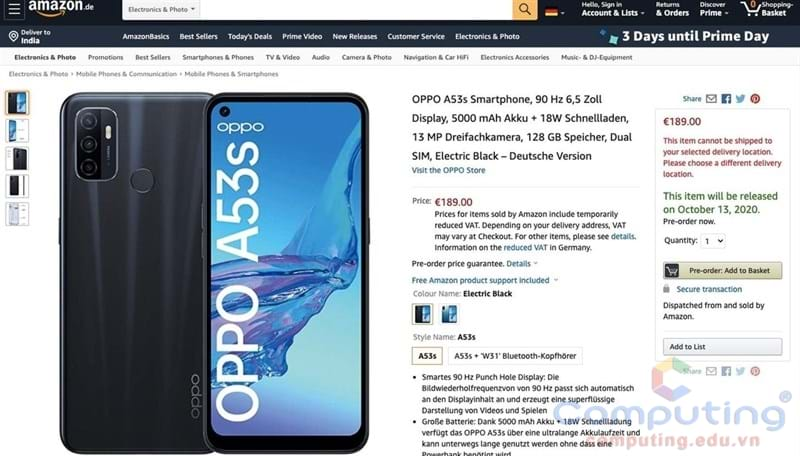 amazon.de
Electronics & Photo
Hello, Sign in
Account & Lists
Returns
& Orders
Discover
Prime
0
Shopping-
Basket
Deliver to
India
AmazonBasics
Best Sellers
Today's Deals
Prime Video
New Releases
Customer Service
Electronics & Photo
3 Days until Prime Day
Electronics & Photo
Promotions
Best Sellers
Smartphones & Phones
TV & Video
Audio
Camera & Photo
Navigation & Car HiFi
Electronics Accessories
Music- & DJ-Equipment
Electronics & Photo › Mobile Phones & Communication › Mobile Phones & Smartphones
oppo
OPPO A53s
oppo
OPPO A53s Smartphone, 90 Hz 6,5 Zoll
Display, 5000 mAh Akku + 18W Schnellladen,
13 MP Dreifachkamera, 128 GB Speicher, Dual
SIM, Electric Black – Deutsche Version
Visit the OPPO Store
Price: €189.00
Prices for items sold by Amazon include temporarily
reduced VAT. Depending on your delivery address, VAT
may vary at Checkout. For other items, please see details.
Information on the reduced VAT in Germany.
Pre-order price guarantee. Details
Free Amazon product support included
Colour Name: Electric Black
Style Name: A53s
A53s
A53s + 'W31' Bluetooth-Kopfhörer
• Smartes 90 Hz Punch Hole Display: Die
Bildwiederholfrequenzvon von 90 Hz passt sich automatisch
an den Displayinhalt an und erzeugt eine superflüssige
Darstellung von Videos und Spielen
• Große Batterie: Dank 5000 mAh Akku + 18W Schnellladung
verfügt das OPPO A53s über eine ultralange Akkulaufzeit und
kann unterwegs lange genutzt werden ohne dass eine
Powerbank benötigt wird
Share
€189.00
This item cannot be shipped to
your selected delivery location.
Please choose a different delivery
location.
This item will be released
on October 13, 2020.
Pre-order now.
Quantity: 1
Pre-order: Add to Basket
Secure transaction
Dispatched from and sold by
Amazon.
Add to List
Share
Computing
computing.edu.vn